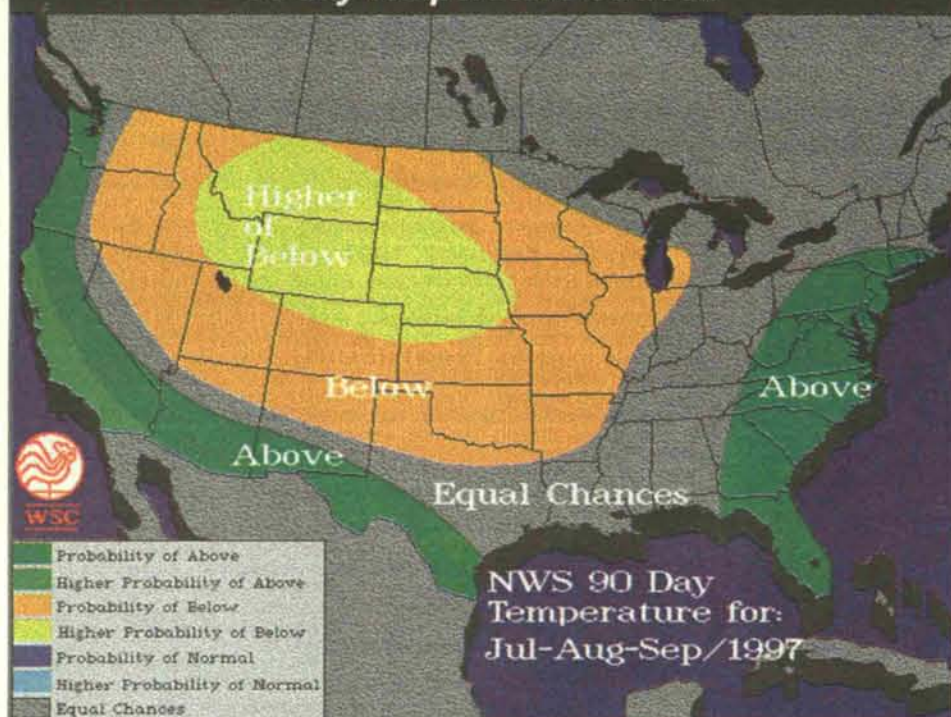 Higher
of
Below
Below
Above
Above
Equal Chances
WSC
Probability of Above
Higher Probability of Above
Probability of Below
Higher Probability of Below
Probability of Normal
Higher Probability of Normal
Equal Chances
NWS 90 Day
Temperature for:
Jul-Aug-Sep/1997